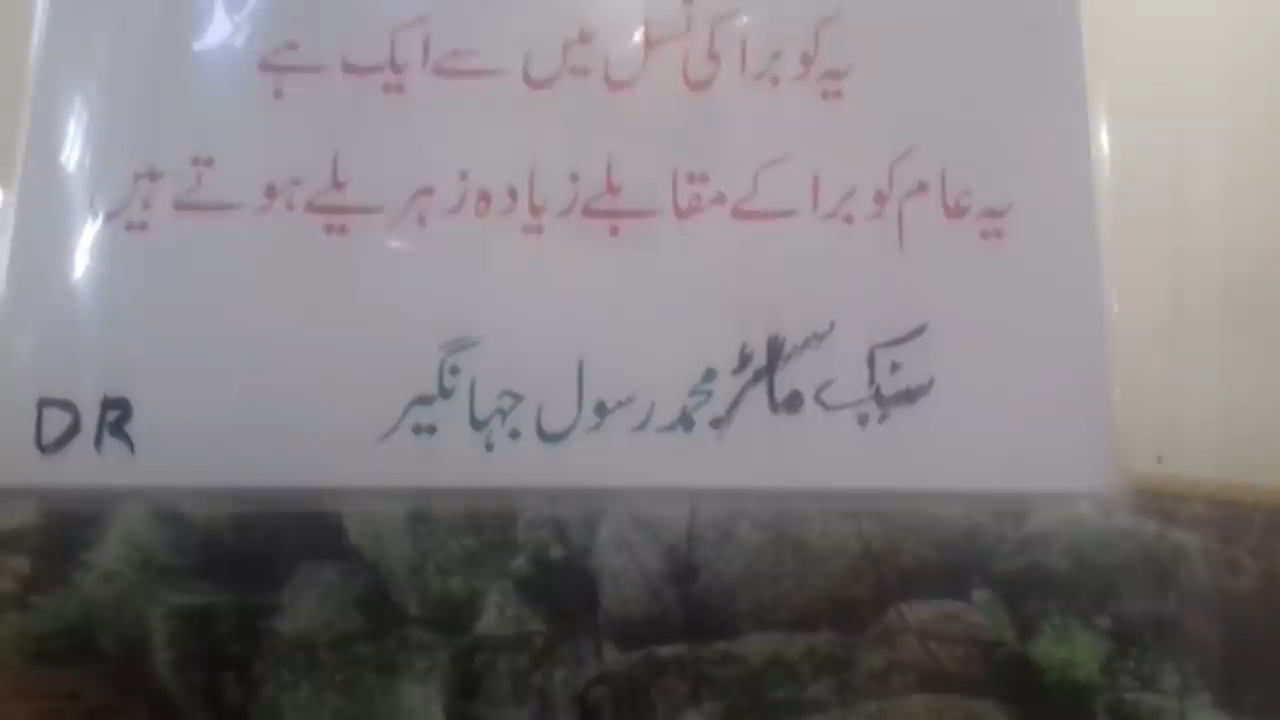 یہ کوبرا کی نسل میں سے ایک ہے
یہ عام کوبرا کے مقابلے زیادہ زہریلے ہوتے ہیں
سنیک ماسٹر محمد رسول جہانگیر
DR